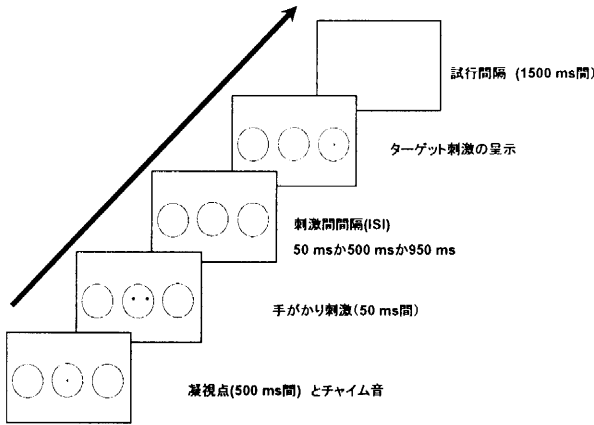 試行間隔 (1500 ms間)
ターゲット刺激の呈示
刺激間間隔(ISI)
50 msか500 msか950 ms
手がかり刺激(50 ms間)
凝視点(500 ms間) とチャイム音